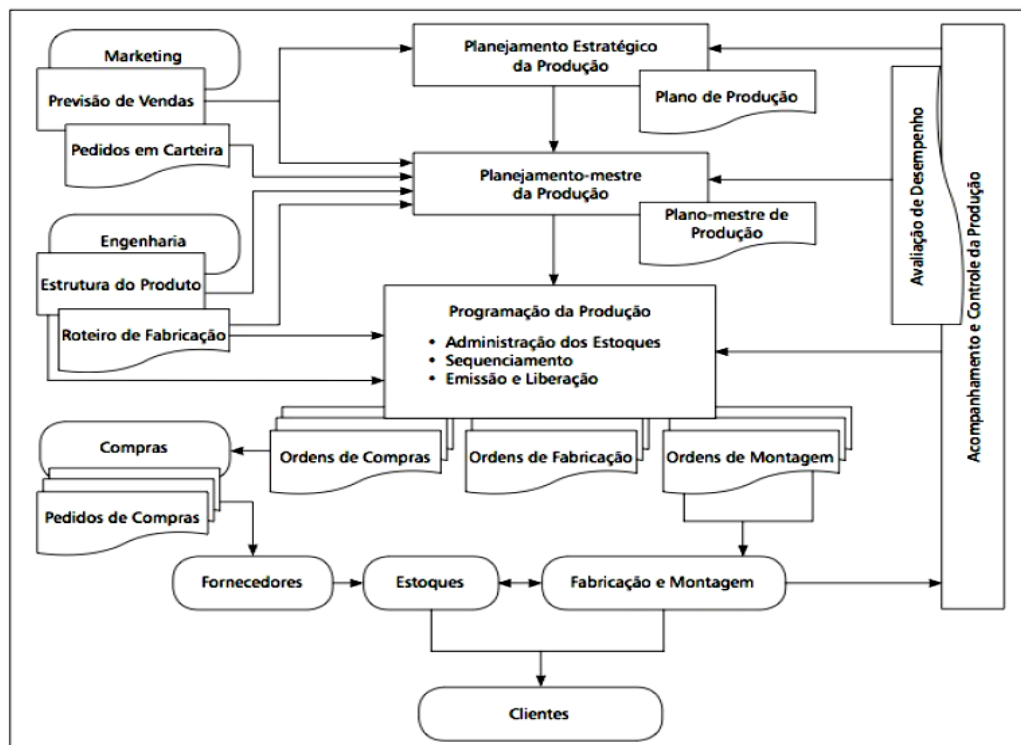 Marketing
Previsão de Vendas
Pedidos em Carteira
Planejamento Estratégico
da Produção
Plano de Produção
Planejamento-mestre
da Produção
Plano-mestre de
Produção
Engenharia
Estrutura do Produto
Roteiro de Fabricação
Programação da Produção
• Administração dos Estoques
• Sequenciamento
• Emissão e Liberação
Avaliação de Desempenho
Acompanhamento e Controle da Produção
Compras
Pedidos de Compras
Ordens de Compras
Ordens de Fabricação
Ordens de Montagem
Fornecedores
Estoques
Fabricação e Montagem
Clientes